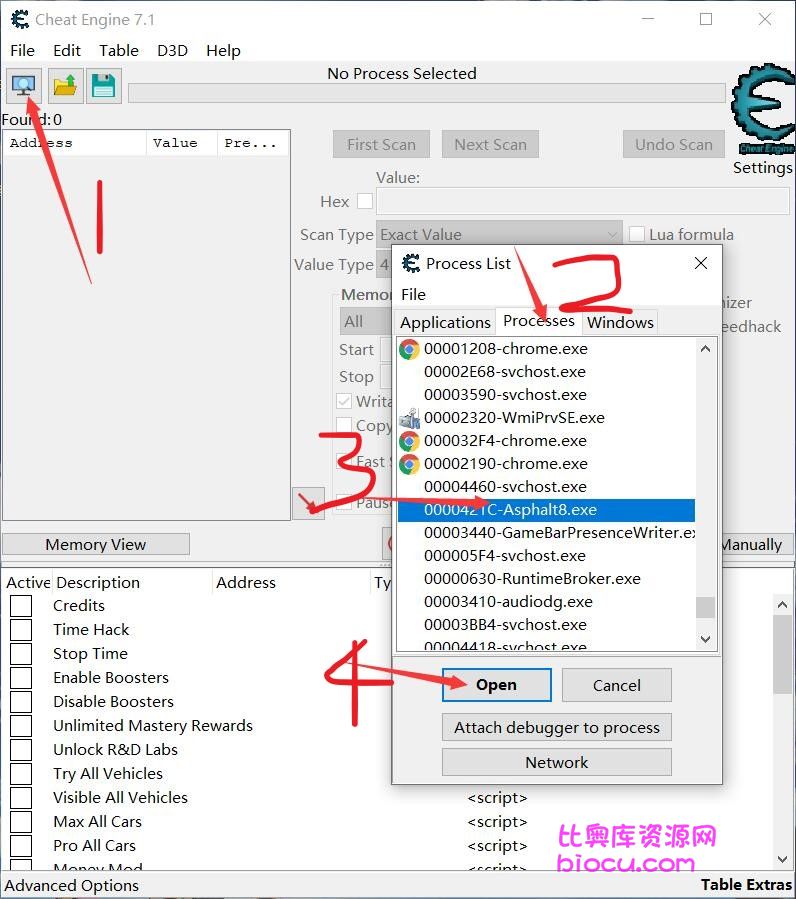 Cheat Engine 7.1
File Edit Table D3D Help
No Process Selected
Found:0
Address Value Pre...
First Scan Next Scan Undo Scan
Cheat Engine
Settings
Value:
Hex
Scan Type Exact Value Lua formula
Value Type 4
All
Start
Stop
Copy
Memory View
1
2
3
4
Process List
File
Applications Processes Windows
00001208-chrome.exe
00002E68-svchost.exe
00003590-svchost.exe
00002320-WmiPrvSE.exe
000032F4-chrome.exe
00002190-chrome.exe
00004460-svchost.exe
0000421C-Asphalt8.exe
00003440-GameBarPresenceWriter.ex
000005F4-svchost.exe
00000630-RuntimeBroker.exe
00003410-audiodg.exe
00003BB4-svchost.exe
00004418-svchost.exe
Open Cancel
Attach debugger to process
Network
Manually
Active Description Address Ty
Credits
Time Hack
Stop Time
Enable Boosters
Disable Boosters
Unlimited Mastery Rewards
Unlock R&D Labs
Try All Vehicles
Visible All Vehicles <script>
Max All Cars <script>
Pro All Cars <script>
Money Mod <script>
比奥库资源网
biocu.com
Advanced Options Table Extras